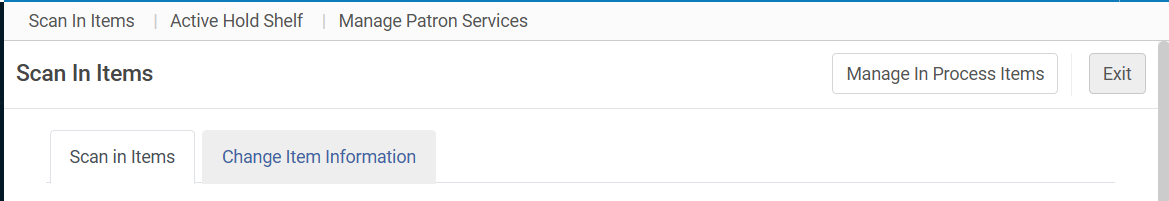 Scan In Items | Active Hold Shelf | Manage Patron Services
Scan In Items Manage In Process Items Exit
Scan in Items Change Item Information